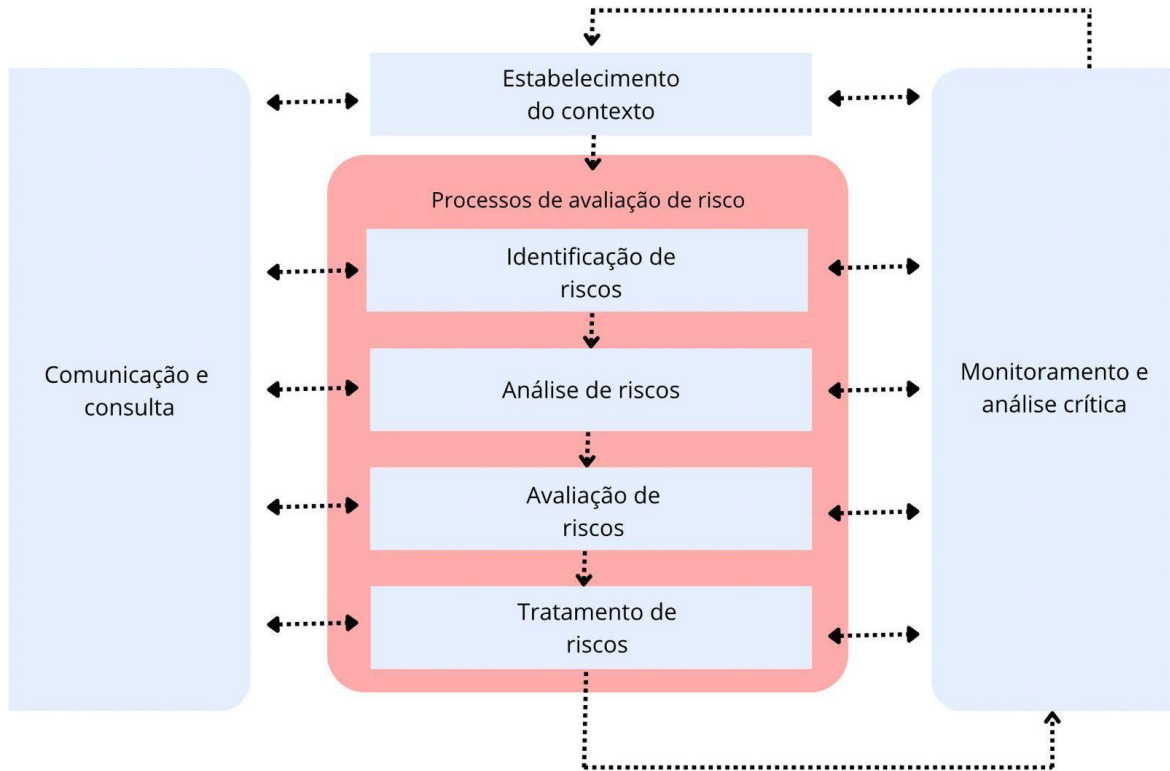 Estabelecimento
do contexto
Processos de avaliação de risco
Identificação de
riscos
Análise de riscos
Avaliação de
riscos
Tratamento de
riscos
Comunicação e
consulta
Monitoramento e
análise crítica